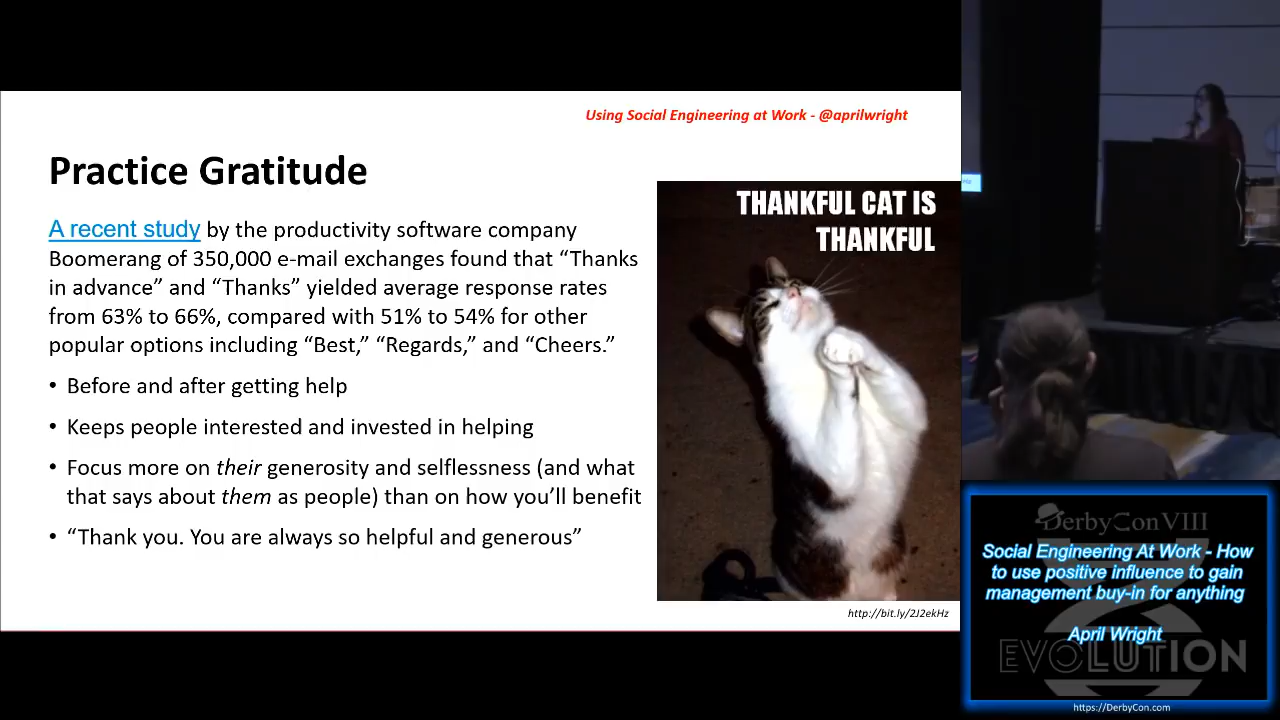 Using Social Engineering at Work - @aprilwright
Practice Gratitude
A recent study by the productivity software company
Boomerang of 350,000 e-mail exchanges found that “Thanks
in advance” and “Thanks” yielded average response rates
from 63% to 66%, compared with 51% to 54% for other
popular options including “Best,” “Regards,” and “Cheers.”
• Before and after getting help
• Keeps people interested and invested in helping
• Focus more on their generosity and selflessness (and what
that says about them as people) than on how you’ll benefit
• “Thank you. You are always so helpful and generous”
THANKFUL CAT IS
THANKFUL
http://bit.ly/2J2ekHz
DerbyCon VIII
Social Engineering At Work - How
to use positive influence to gain
management buy-in for anything
April Wright
EVOLUTION
https://DerbyCon.com